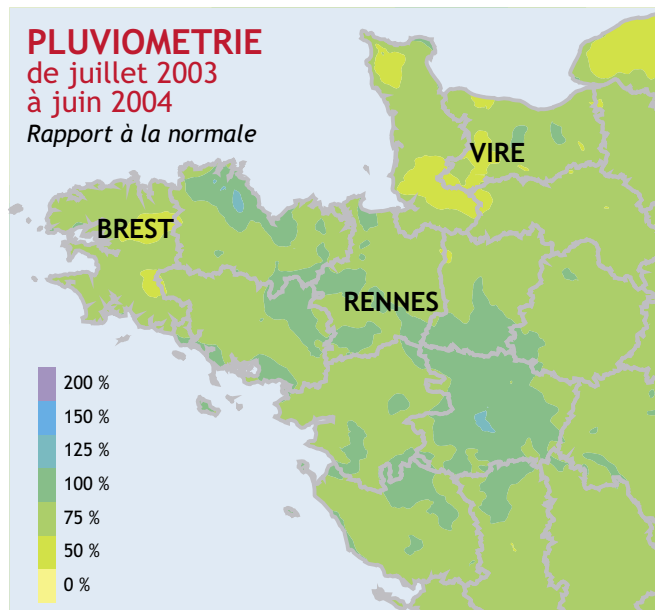 PLUVIOMETRIE
de juillet 2003
à juin 2004
Rapport à la normale
VIRE
BREST
RENNES
200 %
150 %
125 %
100 %
75 %
50 %
0 %